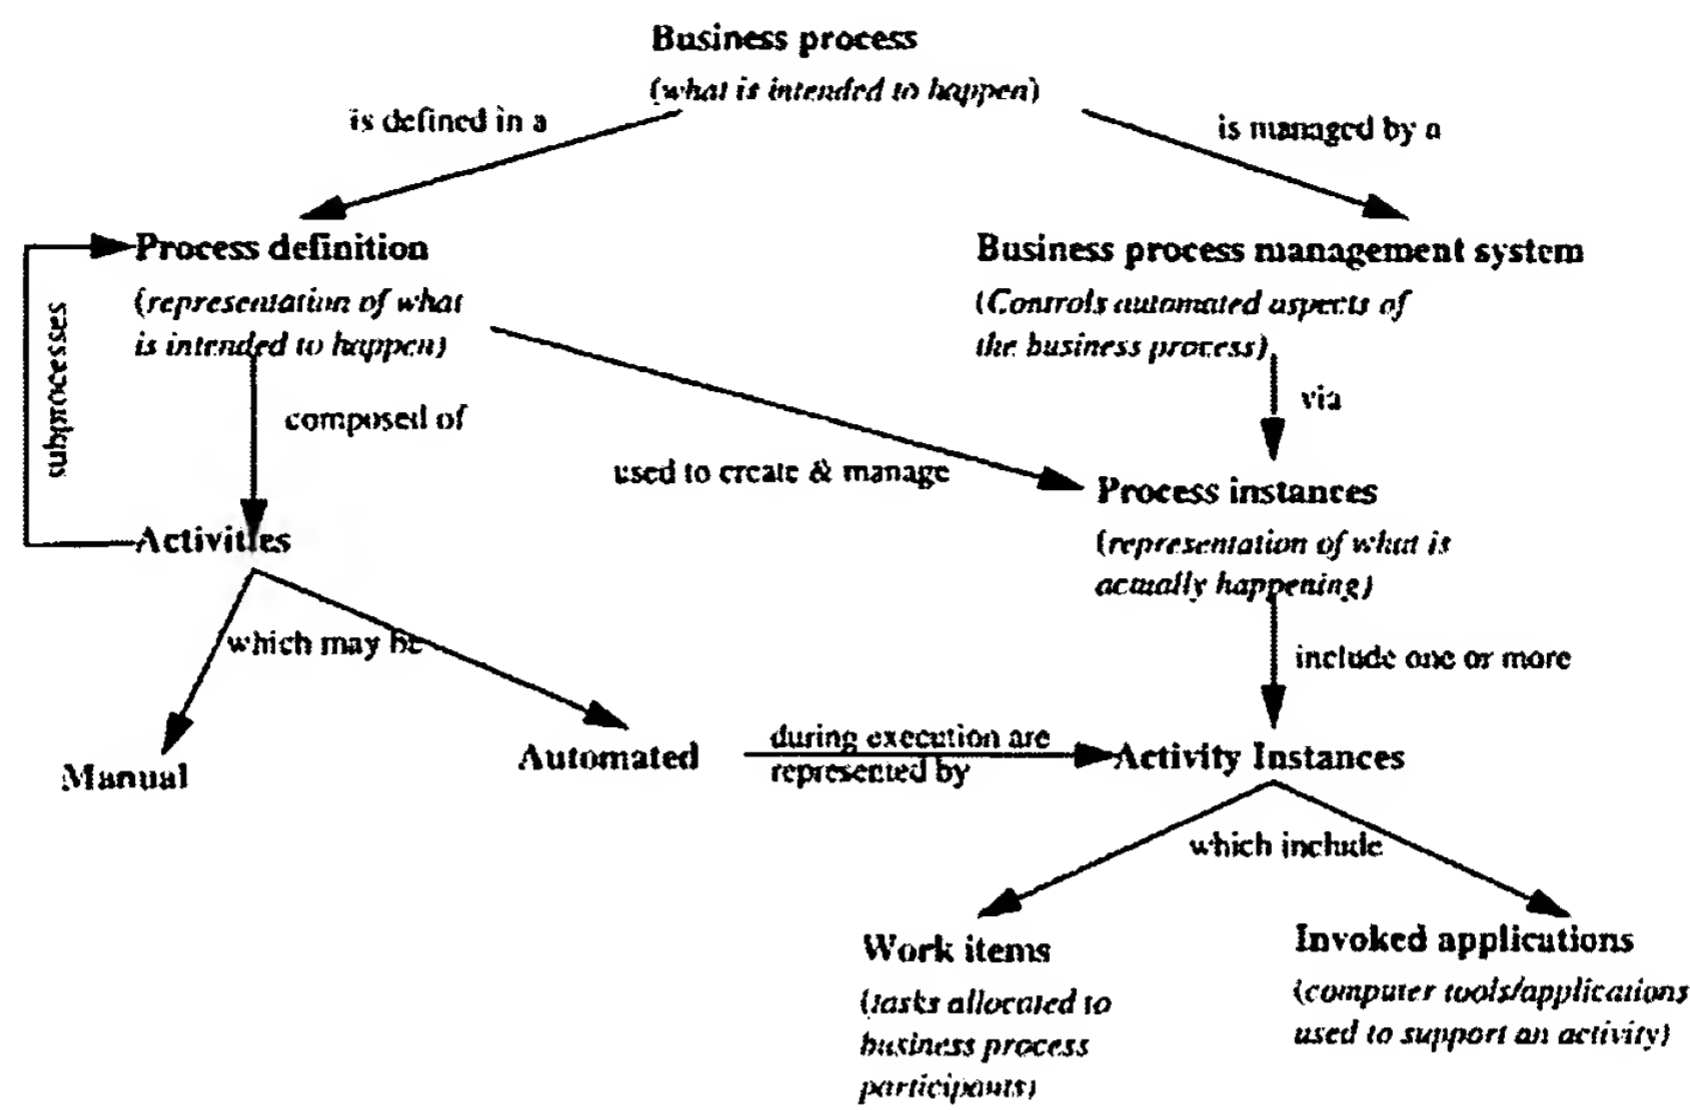 Business process
(what is intended to happen)
is defined in a
is managed by a
Process definition
(representation of what
is intended to happen)
Business process management system
(Controls automated aspects of
the business process)
subprocesses
composed of
via
used to create & manage
Process instances
(representation of what is
actually happening)
Activities
which may be
include one or more
Manual
Automated
during execution are
represented by
Activity Instances
which include
Work items
(tasks allocated to
business process
participants)
Invoked applications
(computer tools/applications
used to support an activity)